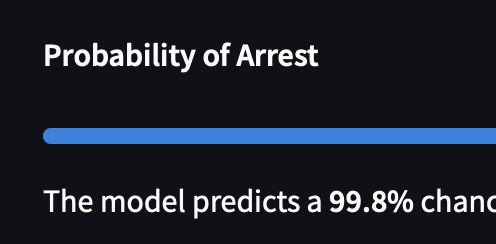 Probability of Arrest
The model predicts a 99.8%